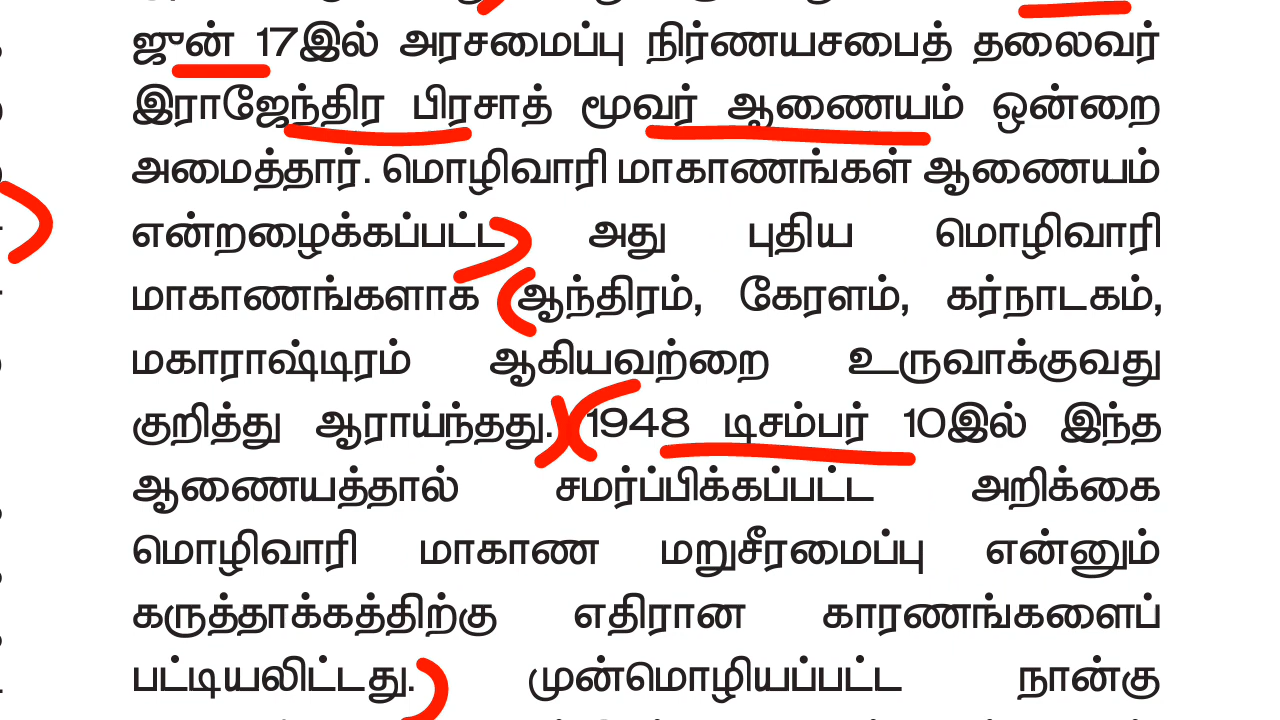 ஜுன் 17இல் அரசமைப்பு நிர்ணயசபைத் தலைவர்
இராஜேந்திர பிரசாத் மூவர் ஆணையம் ஒன்றை
அமைத்தார். மொழிவாரி மாகாணங்கள் ஆணையம்
என்றழைக்கப்பட்ட அது புதிய மொழிவாரி
மாகாணங்களாக ஆந்திரம், கேரளம், கர்நாடகம்,
மகாராஷ்டிரம் ஆகியவற்றை உருவாக்குவது
குறித்து ஆராய்ந்தது. 1948 டிசம்பர் 10இல் இந்த
ஆணையத்தால் சமர்ப்பிக்கப்பட்ட அறிக்கை
மொழிவாரி மாகாண மறுசீரமைப்பு என்னும்
கருத்தாக்கத்திற்கு எதிரான காரணங்களைப்
பட்டியலிட்டது. முன்மொழியப்பட்ட நான்கு